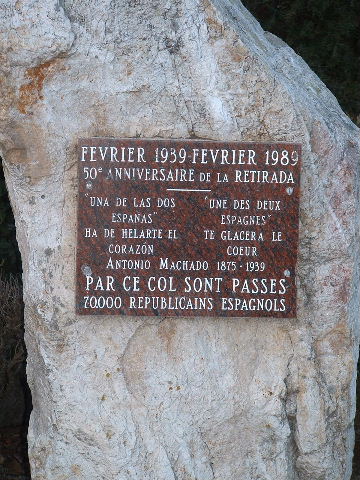 FEVRIER 1939-FEVRIER 1989
50e ANNIVERSAIRE DE LA RETIRADA
"UNA DE LAS DOS
ESPAÑAS"
HA DE HELARTE EL
CORAZÓN
"UNE DES DEUX
ESPAGNES"
TE GLACERA LE
COEUR
ANTONIO MACHADO 1875-1939
PAR CE COL SONT PASSES
70.000 REPUBLICAINS ESPAGNOLS